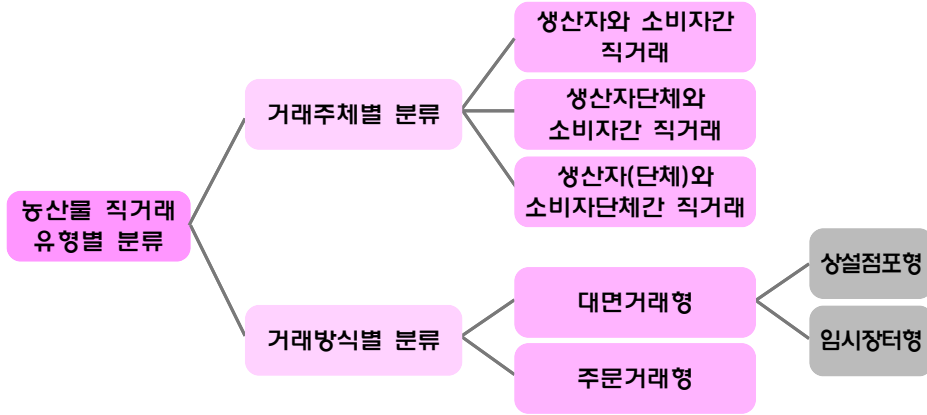 생산자와 소비자간
직거래
거래주체별 분류
생산자단체와
소비자간 직거래
생산자(단체)와
소비자단체간 직거래
농산물 직거래
유형별 분류
상설점포형
대면거래형
거래방식별 분류
임시장터형
주문거래형